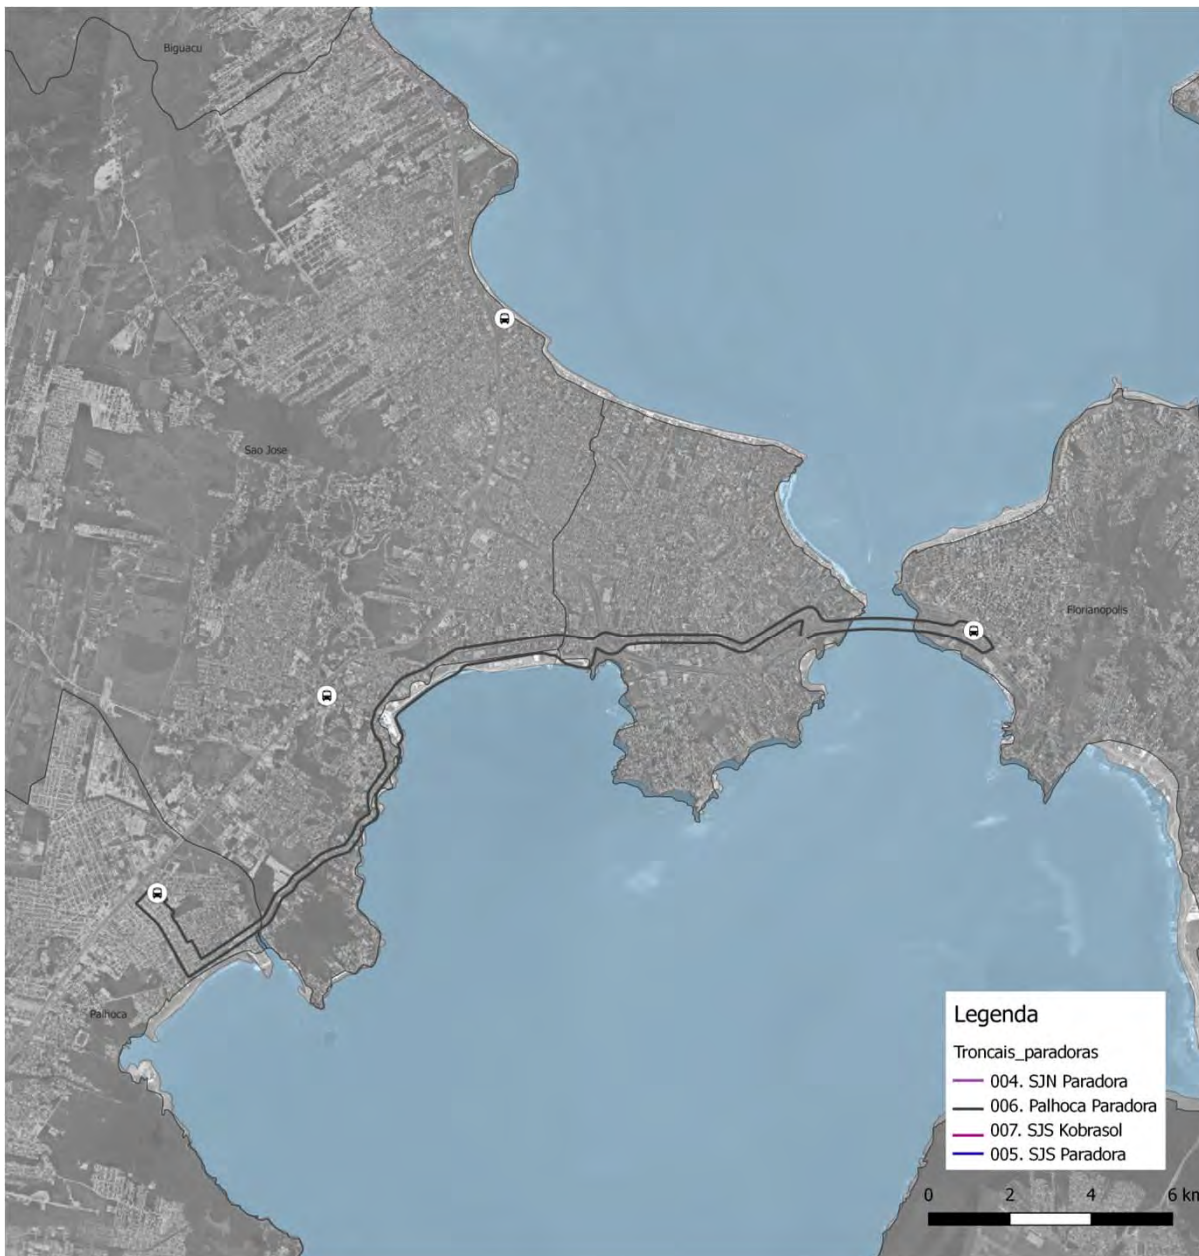 Biguacu
Sao Jose
Florianopolis
Palhoca
Legenda
Troncais_paradoras
004. SJN Paradora
006. Palhoca Paradora
007. SJS Kobrasol
005. SJS Paradora
0 2 4 6 km